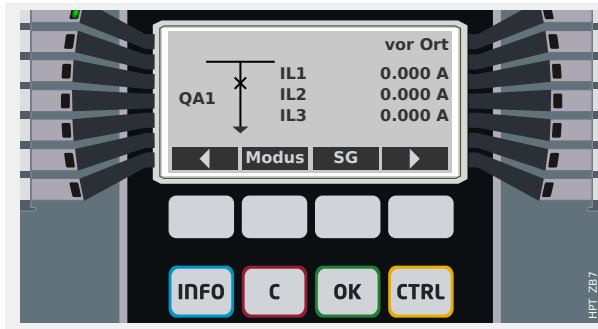 vor Ort
IL1 0.000 A
QA1 IL2 0.000 A
IL3 0.000 A
Modus SG
INFO C OK CTRL
HPT ZB7